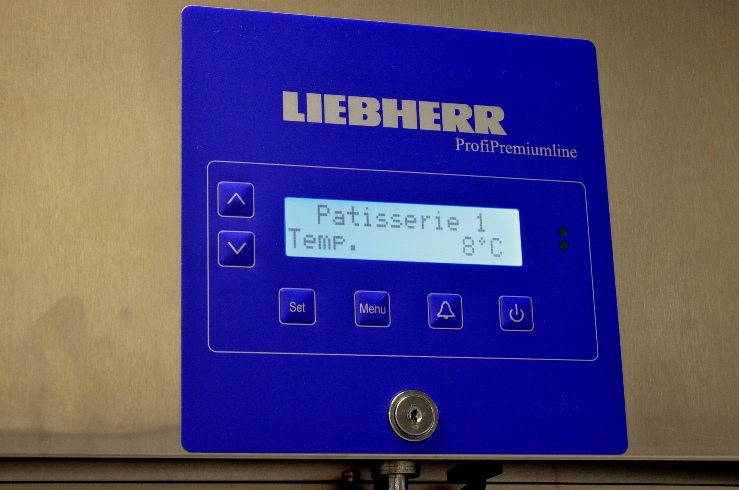 LIEBHERR
ProfiPremiumline
Patisserie 1
Temp. 8°C
Set Menu